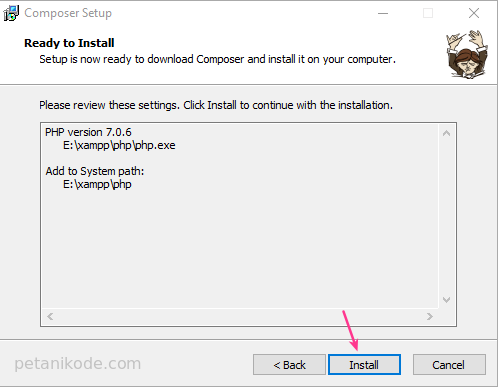 Composer Setup
Ready to Install
Setup is now ready to download Composer and install it on your computer.
Please review these settings. Click Install to continue with the installation.
PHP version 7.0.6
E:\xampp\php\php.exe
Add to System path:
E:\xampp\php
petanikode.com
< Back
Install
Cancel